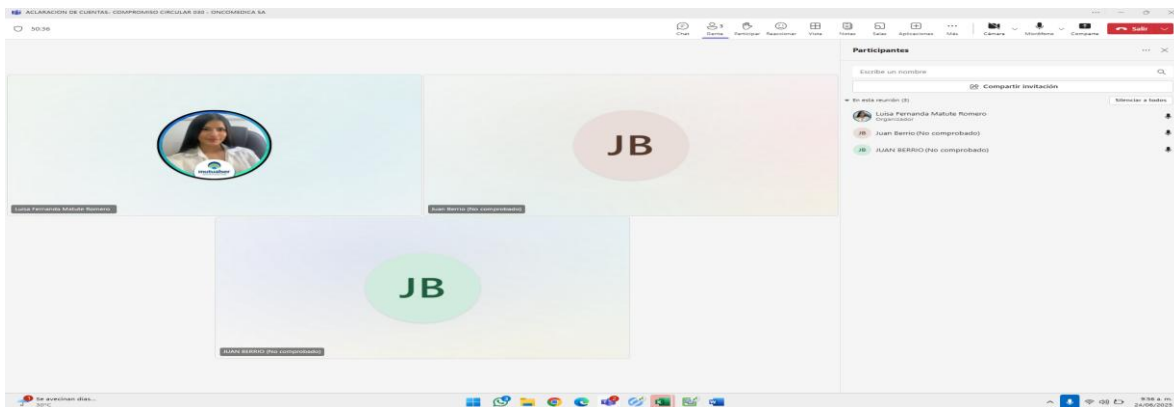 ACLARACION DE CUENTAS- COMPROMISO CIRCULAR 030 - ONCOMEDICA SA
50:36
Chat
Gente
3
Participar
Reaccionar
Vista
Notas
Salas
Aplicaciones
Más
Cámara
Micrófono
Compartir
Salir
Participantes
Escribe un nombre
Compartir invitación
En esta reunión (3)
Silenciar a todos
Luisa Fernanda Matute Romero
Organizador
JB
Juan Berrio (No comprobado)
JB
JUAN BERRIO (No comprobado)
mutualser
Luisa Fernanda Matute Romero
JB
Juan Berrio (No comprobado)
JB
JUAN BERRIO (No comprobado)
Se avecinan días...
9:56 a. m.
24/06/2025